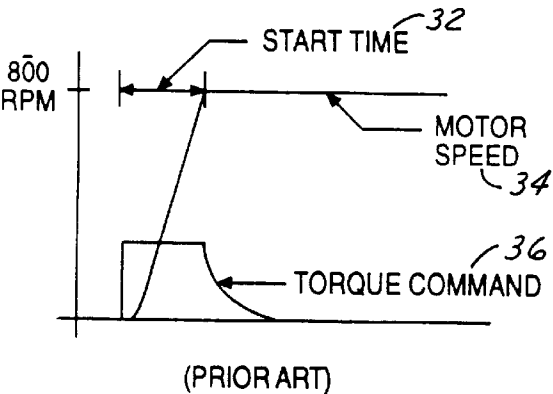 32
START TIME
800
RPM
MOTOR
SPEED
34
36
TORQUE COMMAND
(PRIOR ART)